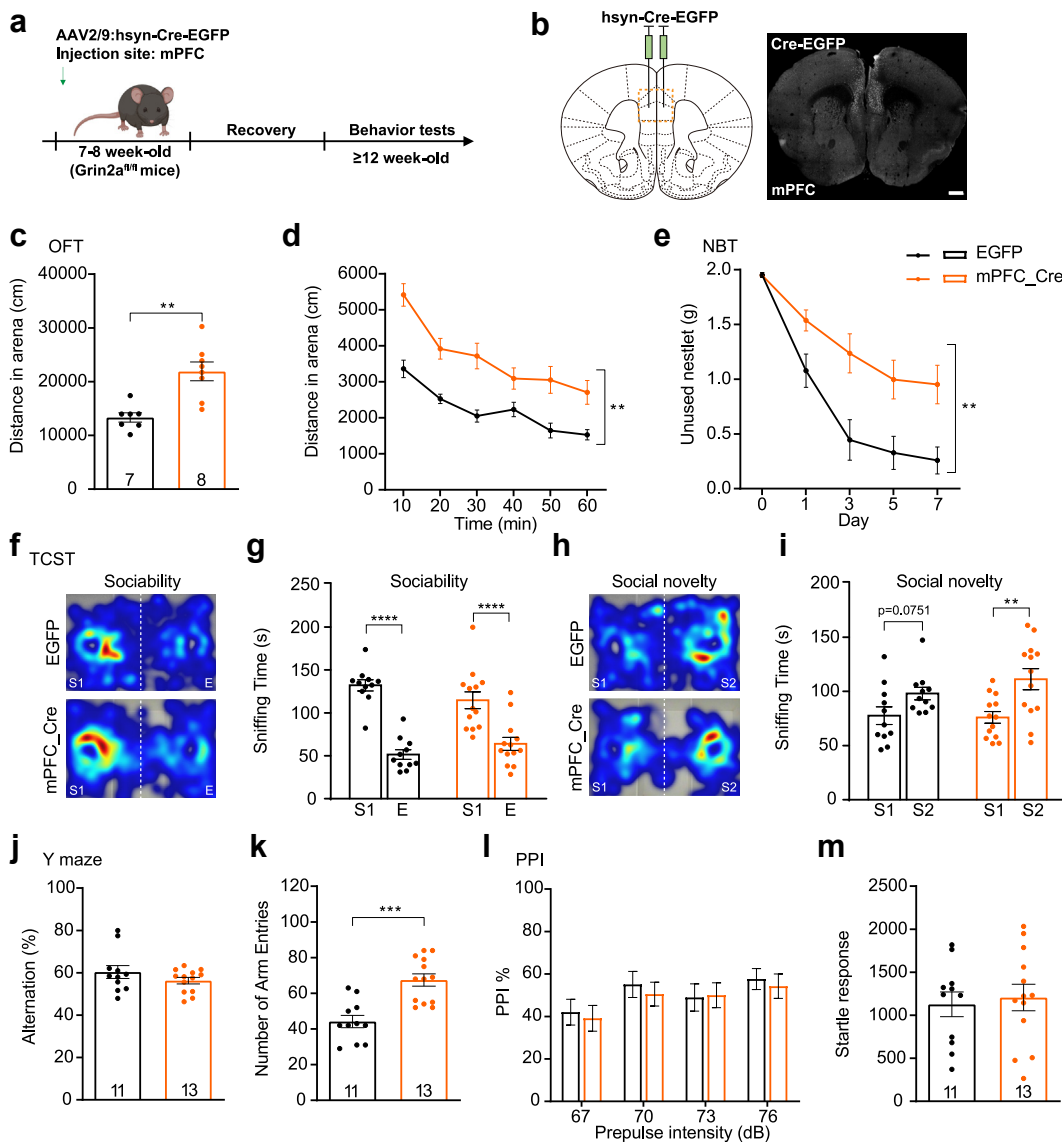 a
AAV2/9:hsyn-Cre-EGFP
Injection site: mPFC
Recovery
Behavior tests
7-8 week-old
(Grin2a^fl/fl mice)
≥12 week-old
b
hsyn-Cre-EGFP
Cre-EGFP
mPFC
c
OFT
Distance in arena (cm)
40000
30000
20000
10000
0
**
7
8
d
Distance in arena (cm)
6000
5000
4000
3000
2000
1000
0
**
10 20 30 40 50 60
Time (min)
e
NBT
EGFP
mPFC_Cre
Unused nestlet (g)
2.0
1.5
1.0
0.5
0.0
**
0 1 3 5 7
Day
f
TCST
Sociability
EGFP
S1
E
mPFC_Cre
S1
E
g
Sociability
Sniffing Time (s)
250
200
150
100
50
0
****
****
S1 E S1 E
h
Social novelty
EGFP
S1
S2
mPFC_Cre
S1
S2
i
Social novelty
Sniffing Time (s)
200
150
100
50
0
p=0.0751
**
S1 S2 S1 S2
j
Y maze
Alternation (%)
100
80
60
40
20
0
11
13
k
Number of Arm Entries
120
100
80
60
40
20
0
***
11
13
l
PPI
PPI %
100
80
60
40
20
0
67 70 73 76
Prepulse intensity (dB)
m
Startle response
2500
2000
1500
1000
500
0
11
13